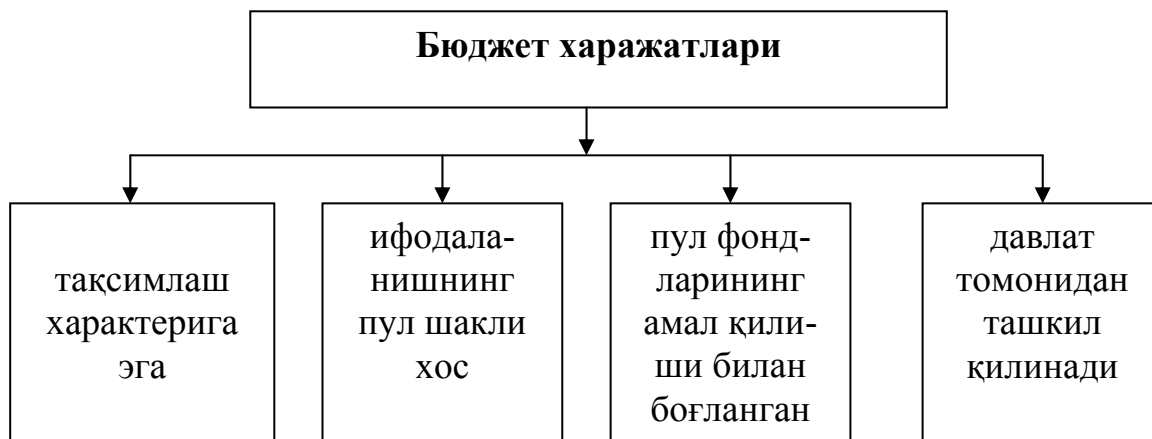 Бюджет харажатлари
тақсимлаш
характерига
эга
ифодала-
нишнинг
пул шакли
хос
пул фонд-
ларининг
амал қили-
ши билан
боғланган
давлат
томонидан
ташкил
қилинади